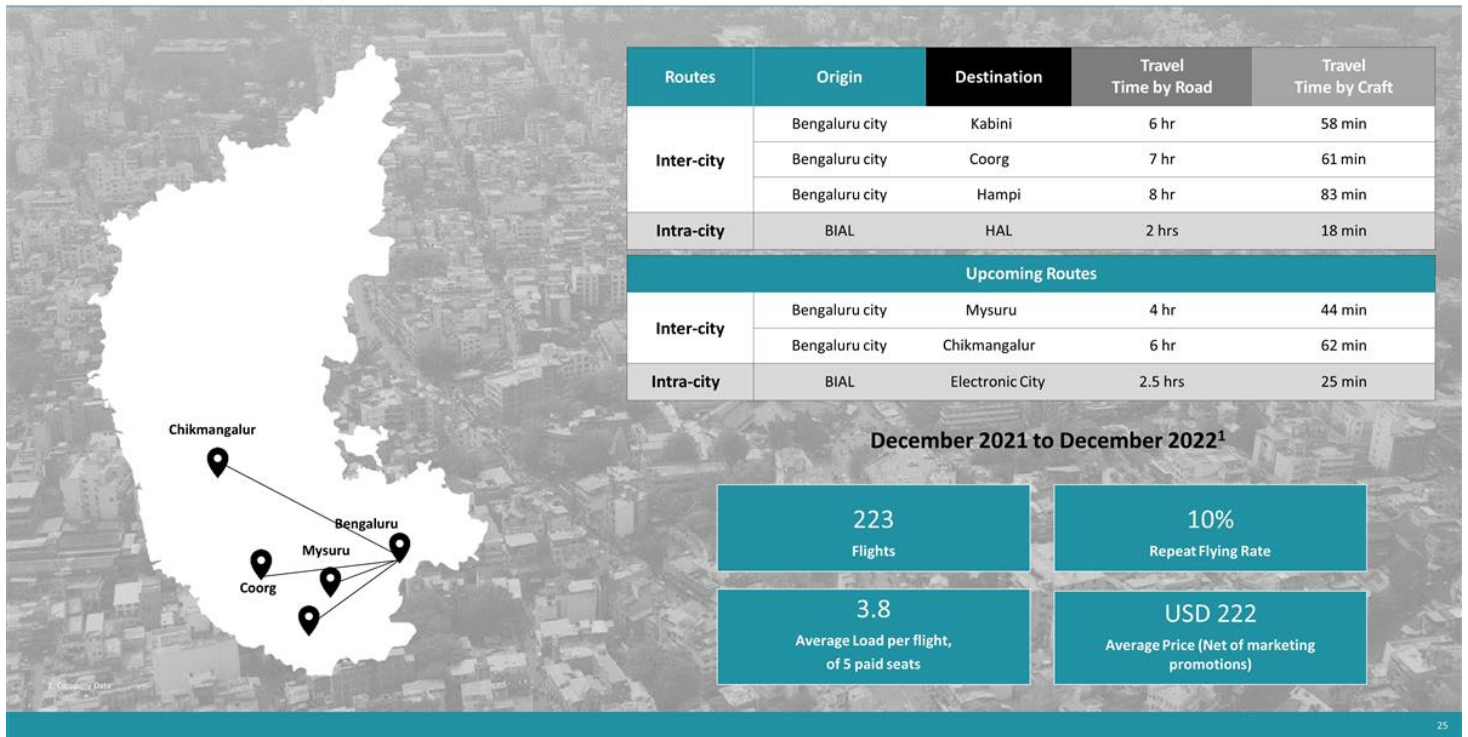 Routes Origin Destination Travel Time by Road Travel Time by Craft
Inter-city
Bengaluru city Kabini 6 hr 58 min
Bengaluru city Coorg 7 hr 61 min
Bengaluru city Hampi 8 hr 83 min
Intra-city BIAL HAL 2 hrs 18 min
Upcoming Routes
Inter-city
Bengaluru city Mysuru 4 hr 44 min
Bengaluru city Chikmangalur 6 hr 62 min
Intra-city BIAL Electronic City 2.5 hrs 25 min
Chikmangalur
Bengaluru
Mysuru
Coorg
December 2021 to December 2022¹
223
Flights
10%
Repeat Flying Rate
3.8
Average Load per flight,
of 5 paid seats
USD 222
Average Price (Net of marketing
promotions)
1. Company Data
25